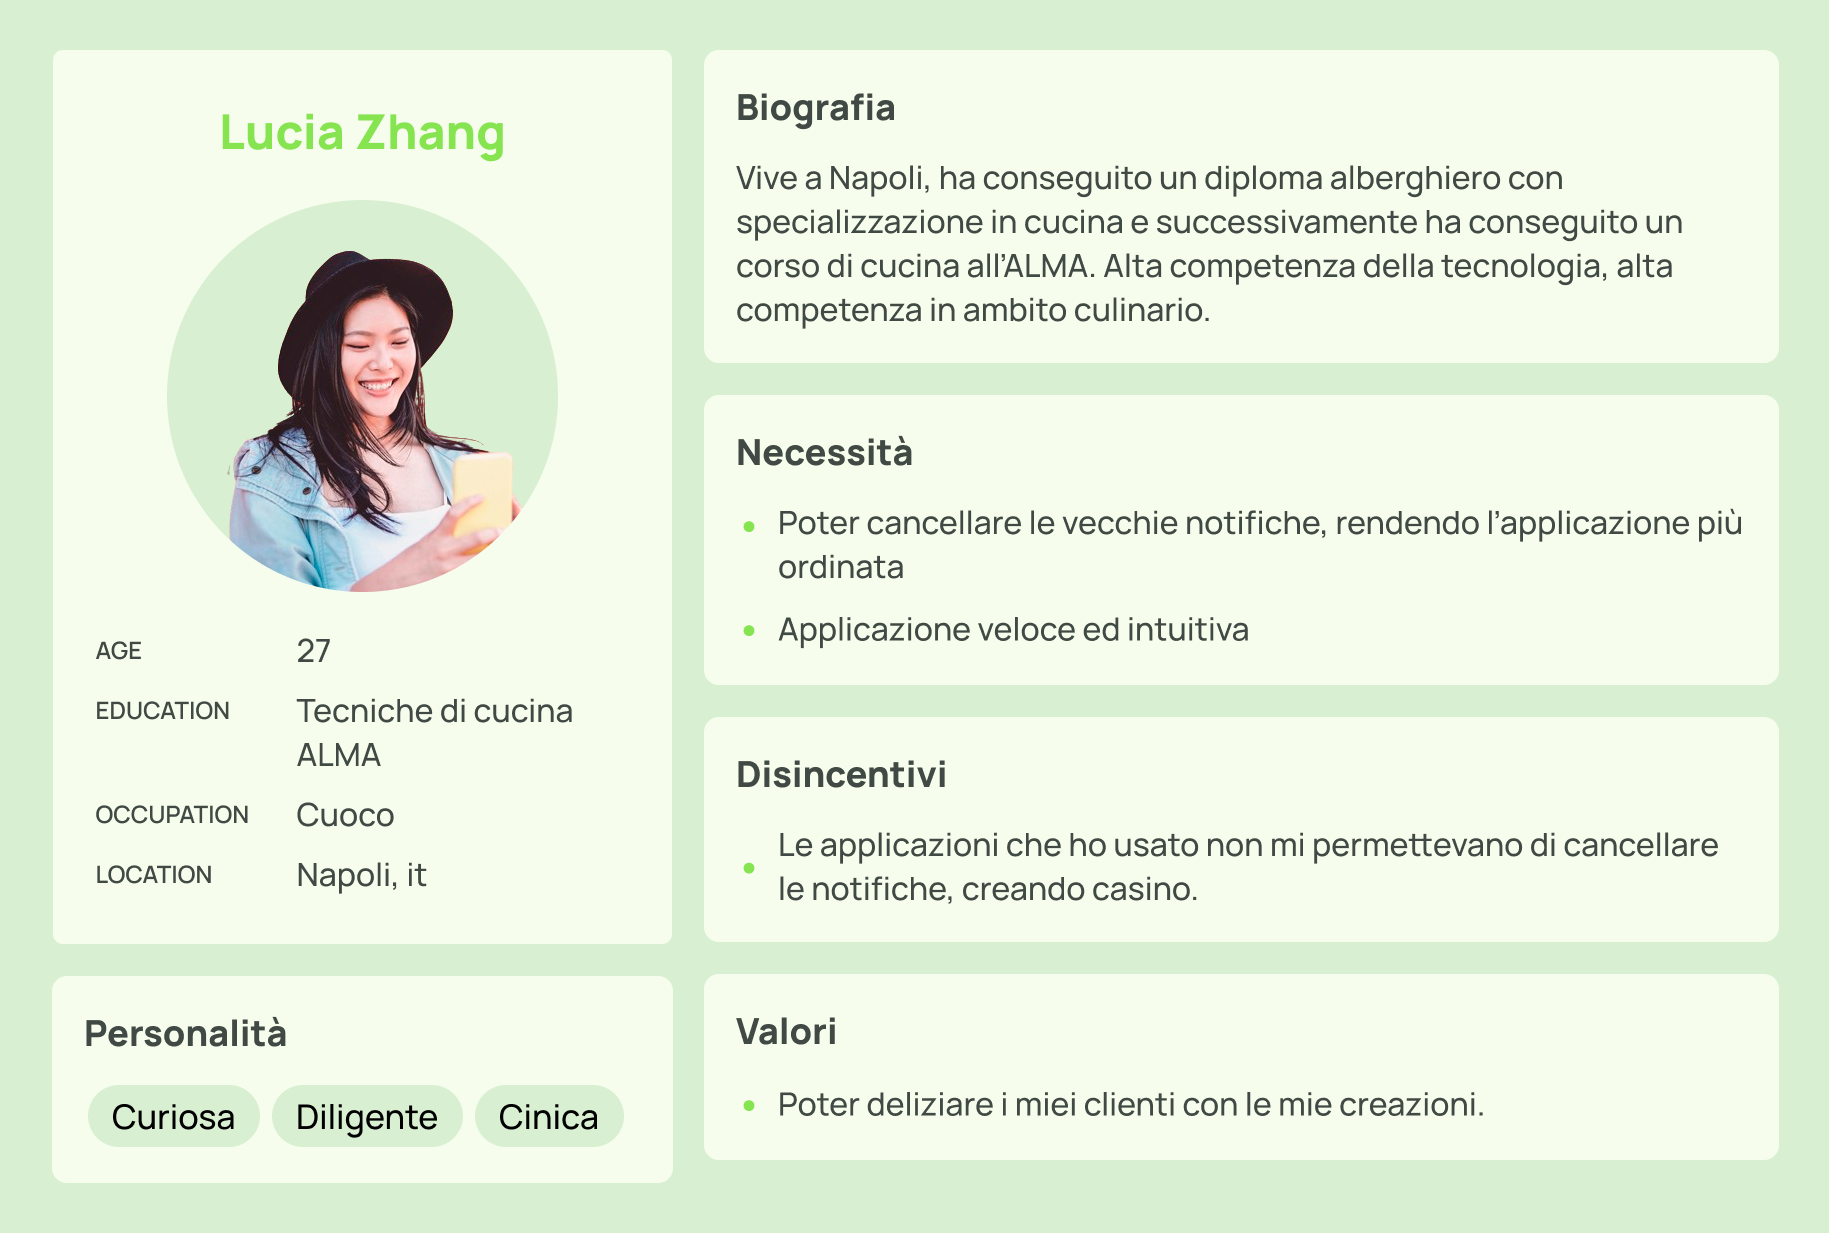 Lucia Zhang
AGE 27
EDUCATION Tecniche di cucina
ALMA
OCCUPATION Cuoco
LOCATION Napoli, it
Personalità
Curiosa Diligente Cinica
Biografia
Vive a Napoli, ha conseguito un diploma alberghiero con
specializzazione in cucina e successivamente ha conseguito un
corso di cucina all’ALMA. Alta competenza della tecnologia, alta
competenza in ambito culinario.
Necessità
• Poter cancellare le vecchie notifiche, rendendo l’applicazione più
ordinata
• Applicazione veloce ed intuitiva
Disincentivi
• Le applicazioni che ho usato non mi permettevano di cancellare
le notifiche, creando casino.
Valori
• Poter deliziare i miei clienti con le mie creazioni.